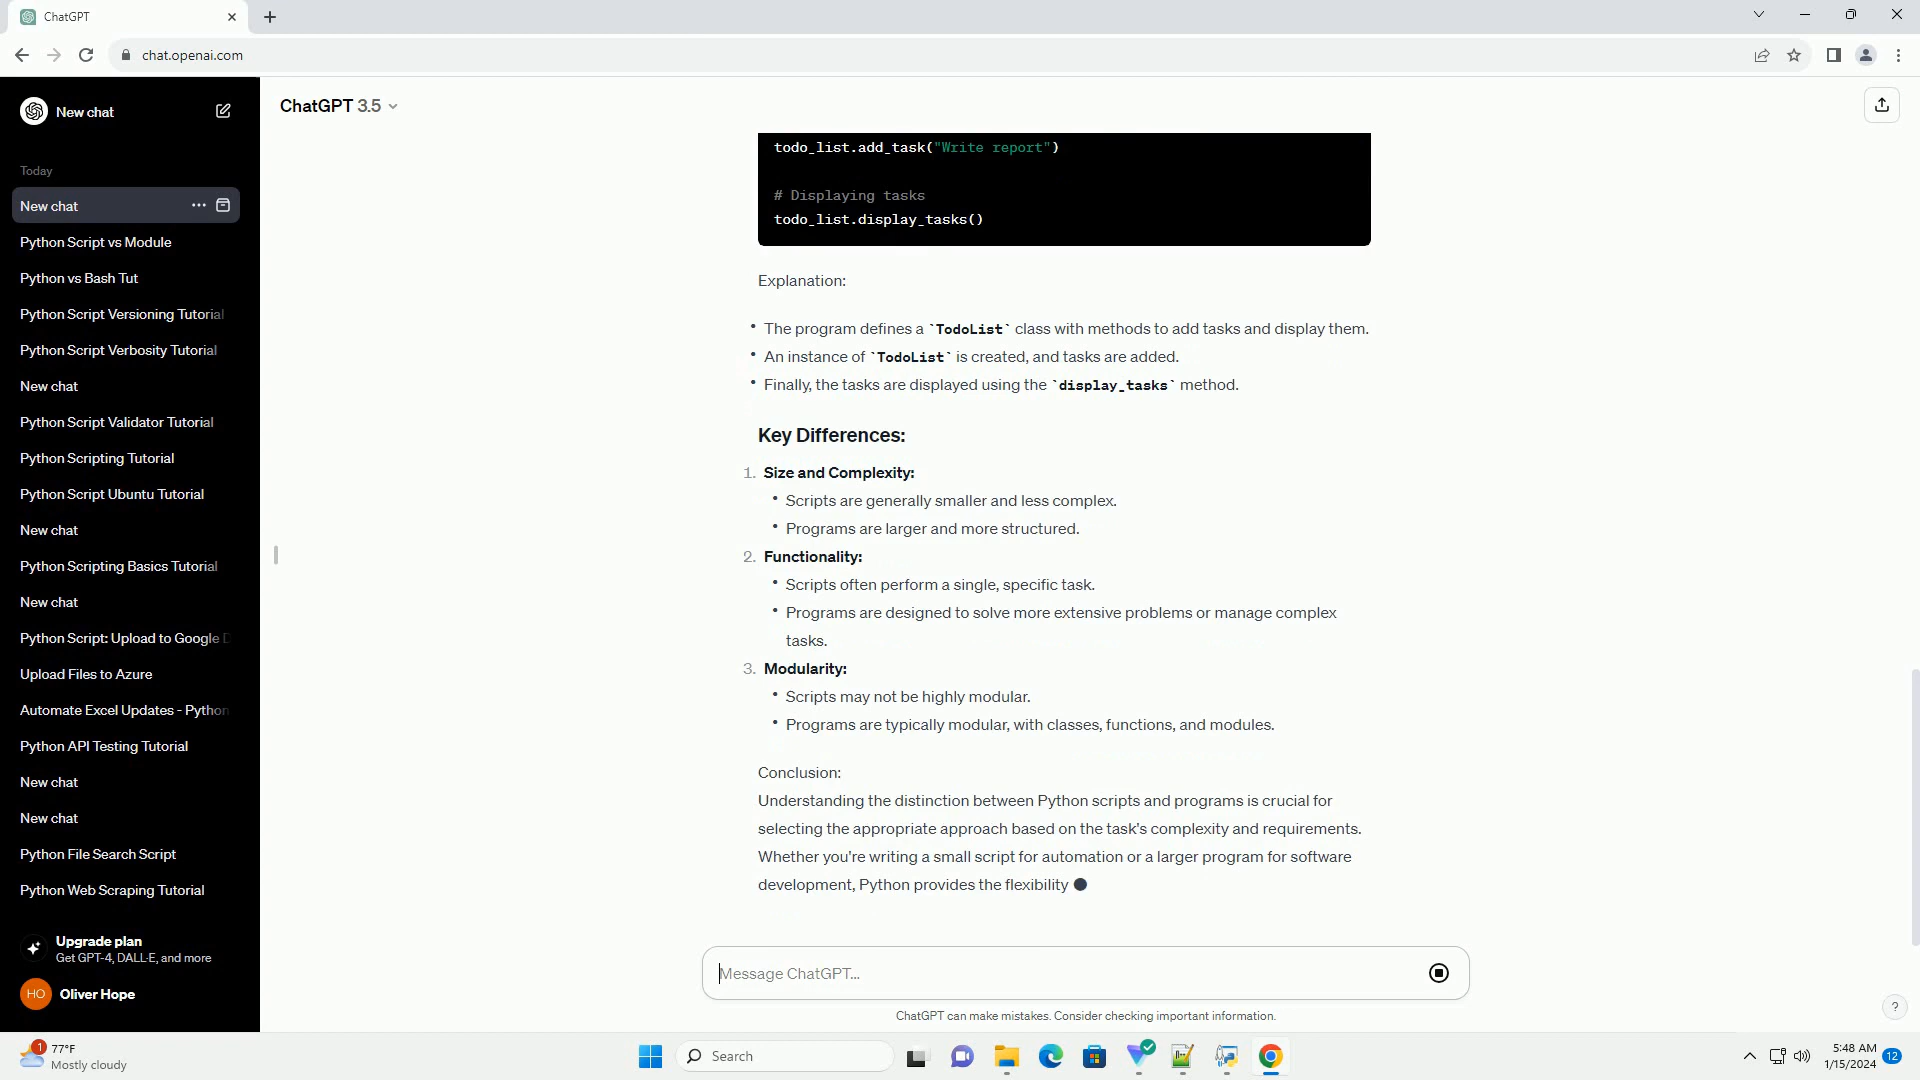 ChatGPT
chat.openai.com
New chat
Today
New chat
Python Script vs Module
Python vs Bash Tut
Python Script Versioning Tutorial
Python Script Verbosity Tutorial
New chat
Python Script Validator Tutorial
Python Scripting Tutorial
Python Script Ubuntu Tutorial
New chat
Python Scripting Basics Tutorial
New chat
Python Script: Upload to Google D
Upload Files to Azure
Automate Excel Updates - Python
Python API Testing Tutorial
New chat
New chat
Python File Search Script
Python Web Scraping Tutorial
Upgrade plan
Get GPT-4, DALL·E, and more
HO Oliver Hope
ChatGPT 3.5
todo_list.add_task("Write report")
# Displaying tasks
todo_list.display_tasks()
Explanation:
• The program defines a `TodoList` class with methods to add tasks and display them.
• An instance of `TodoList` is created, and tasks are added.
• Finally, the tasks are displayed using the `display_tasks` method.
Key Differences:
1. Size and Complexity:
• Scripts are generally smaller and less complex.
• Programs are larger and more structured.
2. Functionality:
• Scripts often perform a single, specific task.
• Programs are designed to solve more extensive problems or manage complex
tasks.
3. Modularity:
• Scripts may not be highly modular.
• Programs are typically modular, with classes, functions, and modules.
Conclusion:
Understanding the distinction between Python scripts and programs is crucial for
selecting the appropriate approach based on the task's complexity and requirements.
Whether you're writing a small script for automation or a larger program for software
development, Python provides the flexibility
Message ChatGPT...
ChatGPT can make mistakes. Consider checking important information.
?
1
77°F
Mostly cloudy
Search
5:48 AM
1/15/2024
12